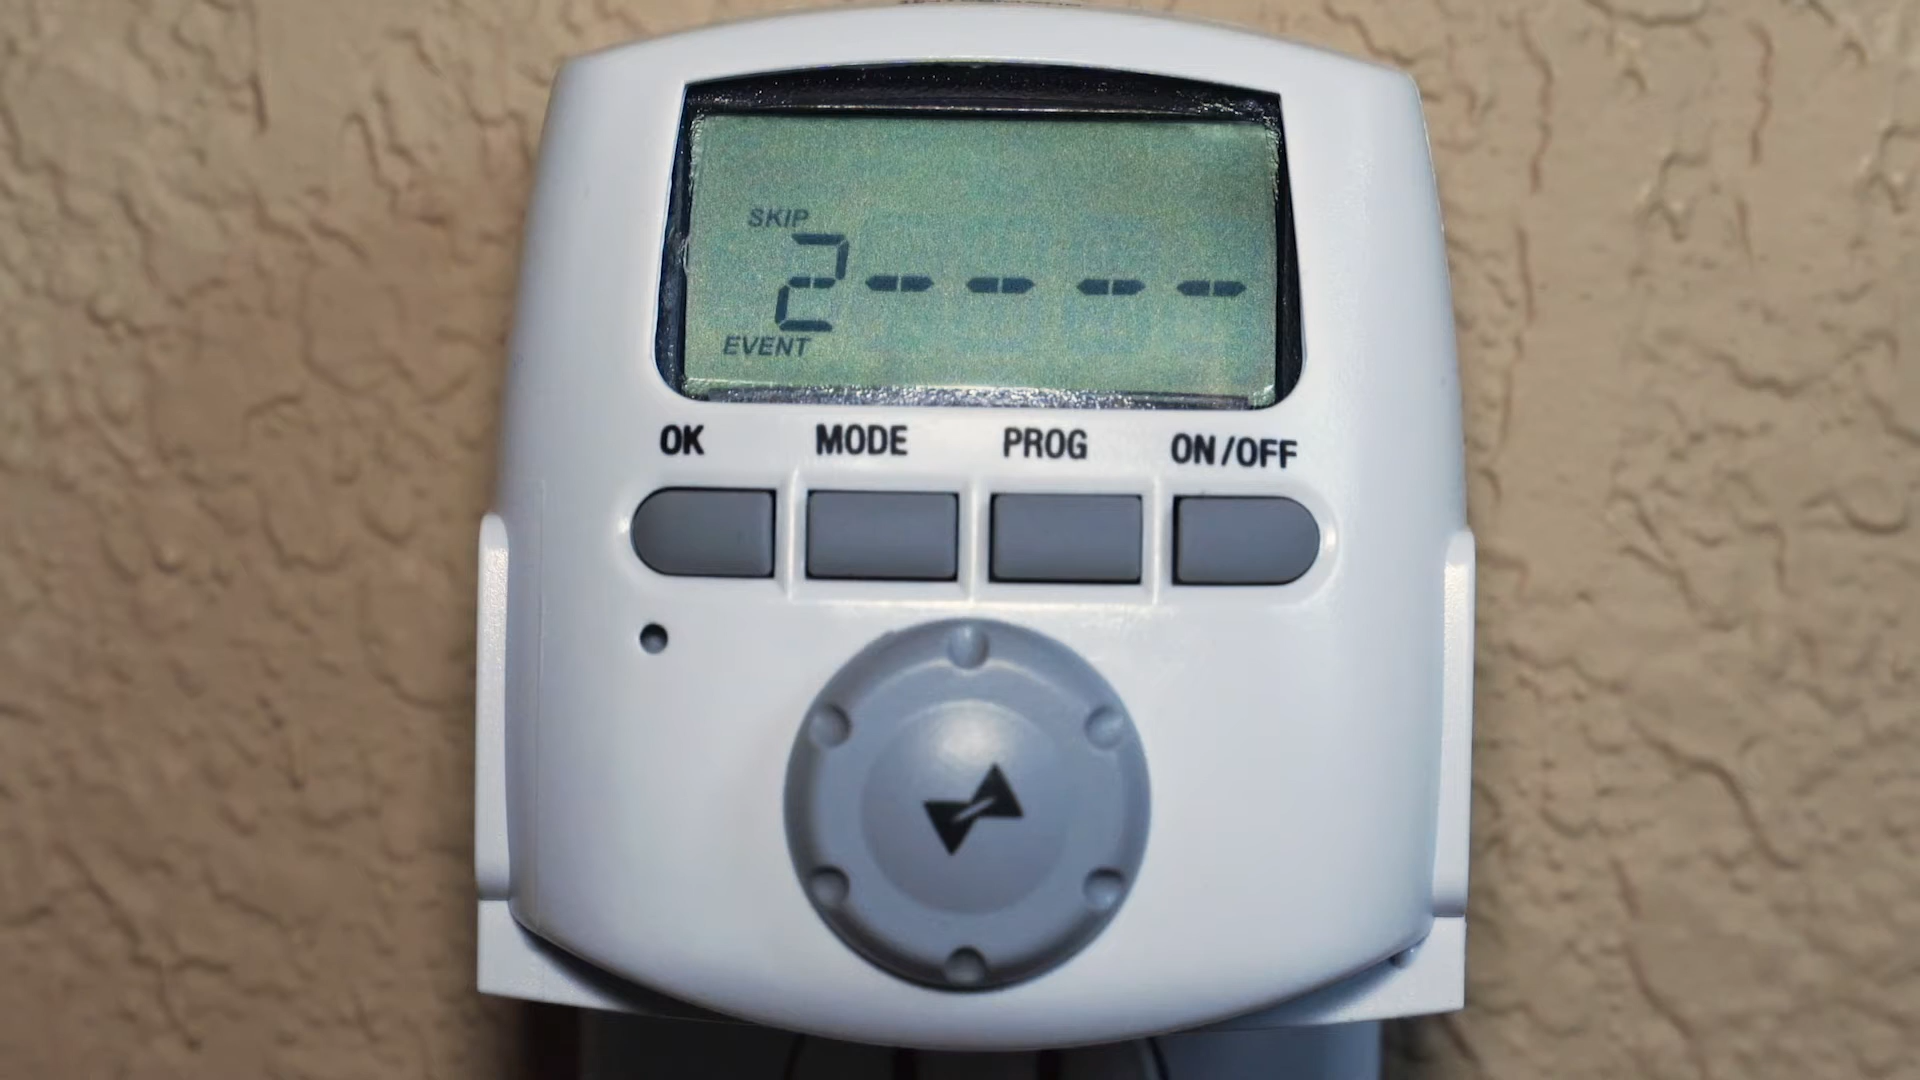 SKIP
2 - - - -
EVENT
OK MODE PROG ON/OFF